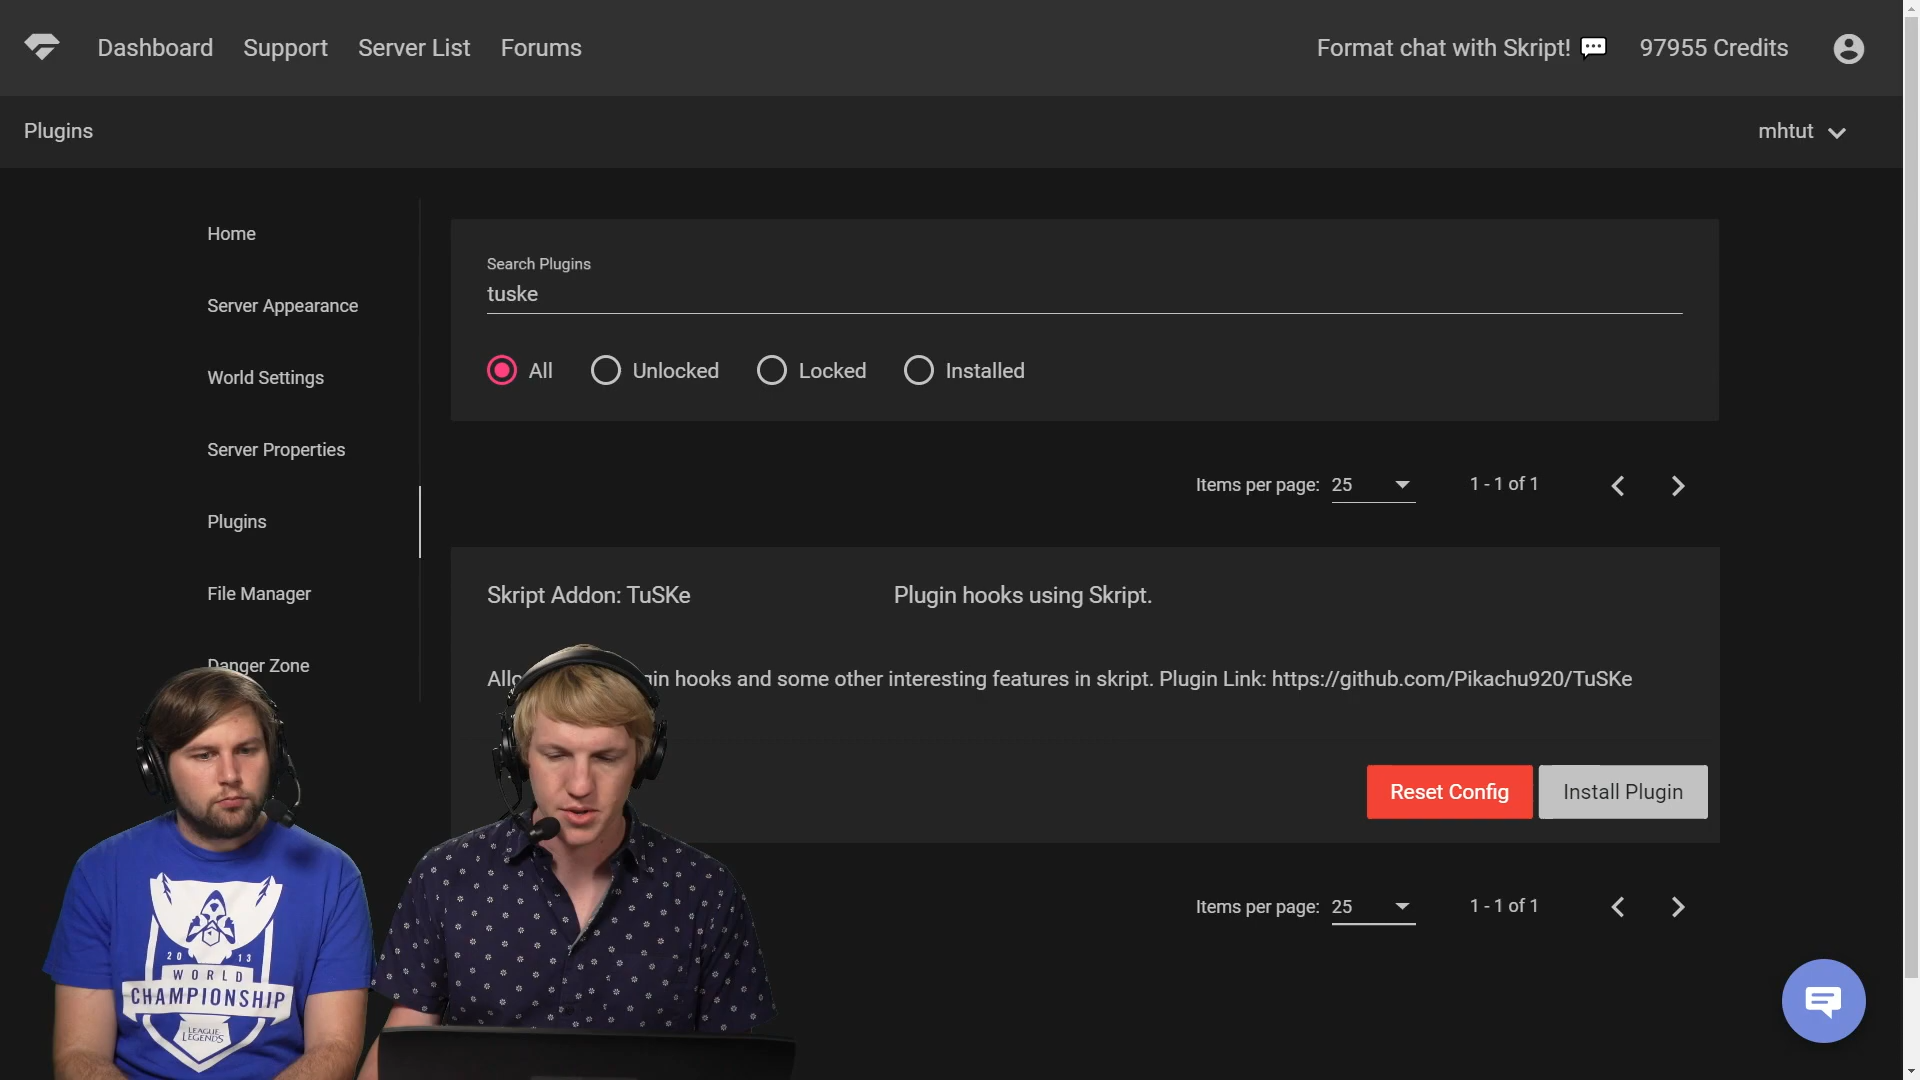 Dashboard Support Server List Forums Format chat with Skript! 97955 Credits
Plugins mhtut
Home
Server Appearance
World Settings
Server Properties
Plugins
File Manager
Danger Zone
Search Plugins
tuske
All Unlocked Locked Installed
Items per page: 25 1 - 1 of 1
Skript Addon: TuSKe Plugin hooks using Skript.
hooks and some other interesting features in skript. Plugin Link: https://github.com/Pikachu920/TuSKe
Reset Config Install Plugin
Items per page: 25 1 - 1 of 1
2013
WORLD
CHAMPIONSHIP
LEAGUE
LEGENDS